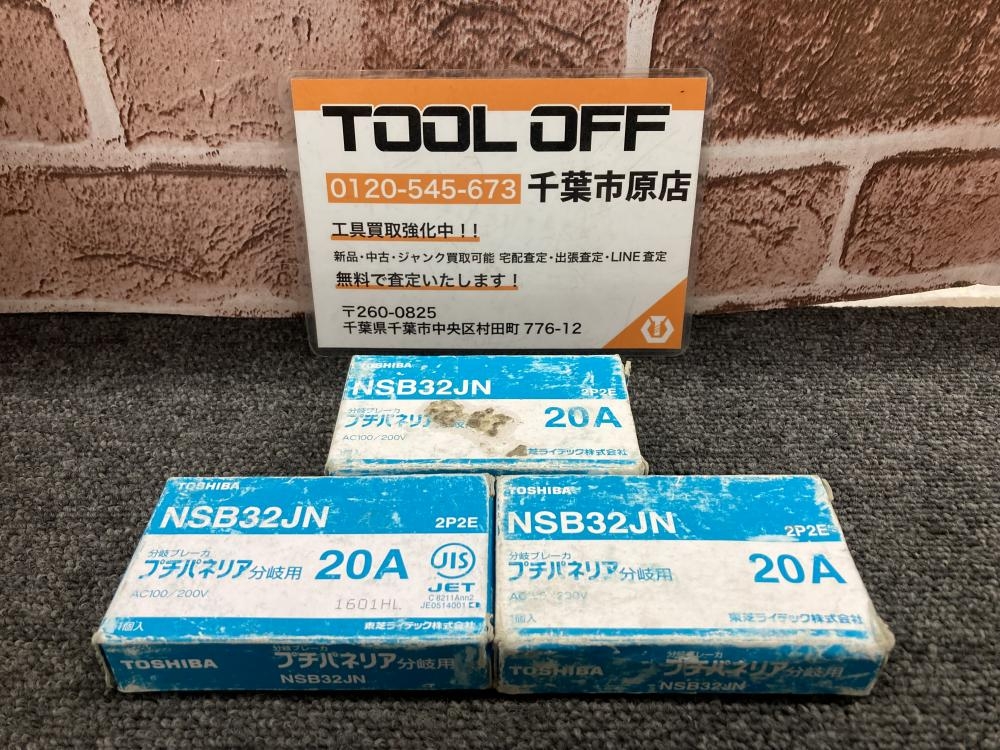 TOOL OFF
0120-545-673 千葉市原店
工具買取強化中!!
新品・中古・ジャンク買取可能 宅配査定・出張査定・LINE査定
無料で査定いたします!
〒260-0825
千葉県千葉市中央区村田町 776-12
TOSHIBA
NSB32JN 2P2E
分岐ブレーカ
プチパネリア 20A
AC100/200V
芝ライテック株式会社
TOSHIBA
NSB32JN 2P2E
分岐ブレーカ
プチパネリア分岐用 20A
JIS
JET
AC100/200V
C 8211Ann2
1601HL JE0514001
1個入 東芝ライテック株式会社
分岐ブレーカ
TOSHIBA プチパネリア分岐用
NSB32JN
TOSHIBA
NSB32JN 2P2E
分岐ブレーカ
プチパネリア分岐用 20A
/200V
1個入 東芝ライテック株式会社
分岐ブレーカ
TOSHIBA プチパネリア分岐用
NSB32JN